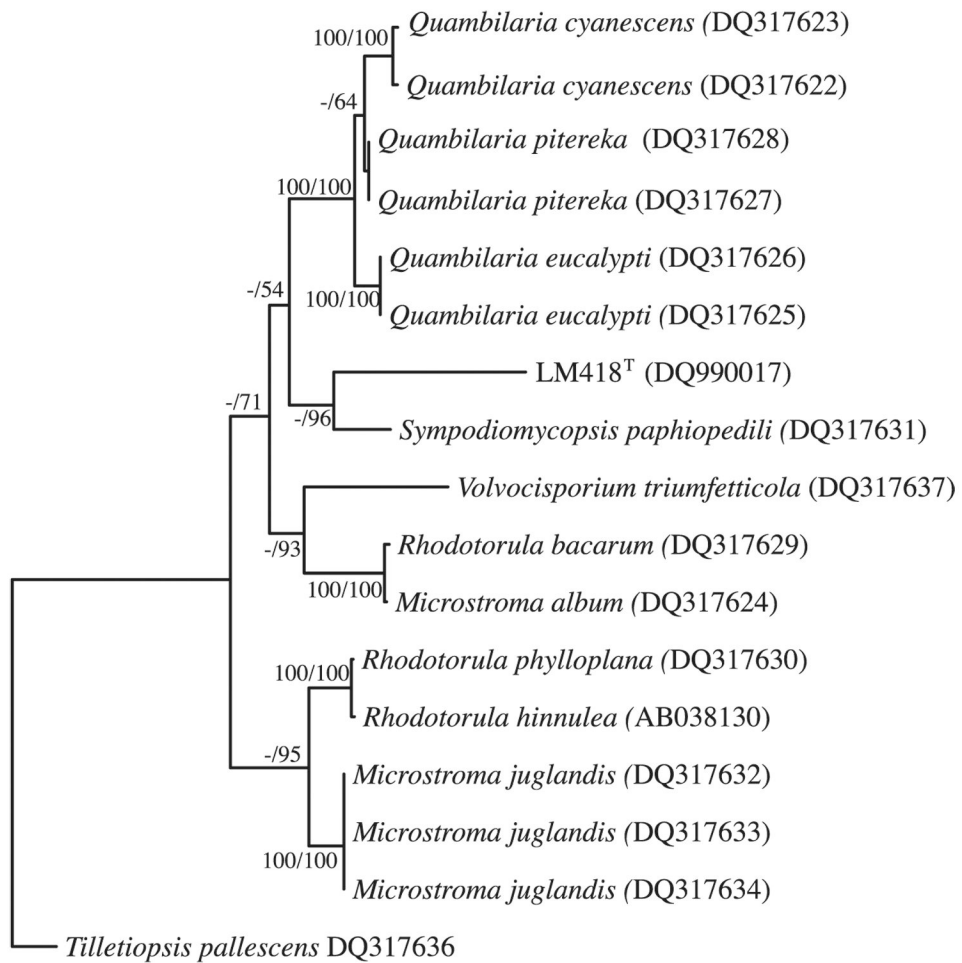 Quambilaria cyanescens (DQ317623)
100/100
Quambilaria cyanescens (DQ317622)
-/64
Quambilaria pitereka (DQ317628)
100/100
Quambilaria pitereka (DQ317627)
Quambilaria eucalypti (DQ317626)
-/54
100/100
Quambilaria eucalypti (DQ317625)
LM418ᵀ (DQ990017)
-/71
-/96
Sympodiomycopsis paphiopedili (DQ317631)
Volvocisporium triumfetticola (DQ317637)
-/93
Rhodotorula bacarum (DQ317629)
100/100
Microstroma album (DQ317624)
Rhodotorula phylloplana (DQ317630)
100/100
Rhodotorula hinnulea (AB038130)
-/95
Microstroma juglandis (DQ317632)
Microstroma juglandis (DQ317633)
100/100
Microstroma juglandis (DQ317634)
Tilletiopsis pallescens DQ317636